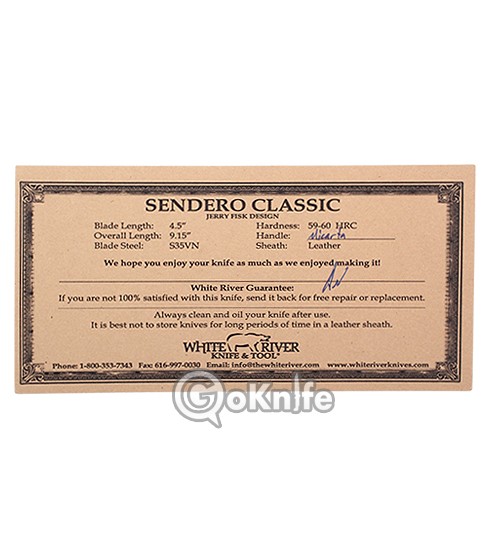 GoKnife
SENDERO CLASSIC
JERRY FISK DESIGN
Blade Length: 4.5" Hardness: 59-60 HRC
Overall Length: 9.15" Handle: Micarta
Blade Steel: S35VN Sheath: Leather
We hope you enjoy your knife as much as we enjoyed making it!
White River Guarantee:
If you are not 100% satisfied with this knife, send it back for free repair or replacement.
Always clean and oil your knife after use.
It is best not to store knives for long periods of time in a leather sheath.
WHITE RIVER
KNIFE & TOOL®
Phone: 1-800-353-7343 Fax: 616-997-0030 Email: info@thewhiteriver.com www.whiteriverknives.com
GoKnife